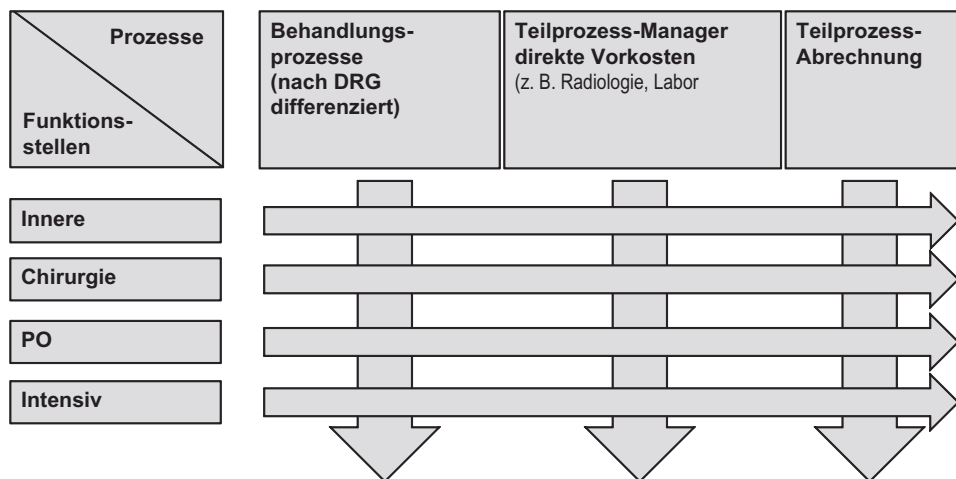 Prozesse
Funktions-
stellen
Behandlungs-
prozesse
(nach DRG
differenziert)
Teilprozess-Manager
direkte Vorkosten
(z. B. Radiologie, Labor
Teilprozess-
Abrechnung
Innere
Chirurgie
PO
Intensiv